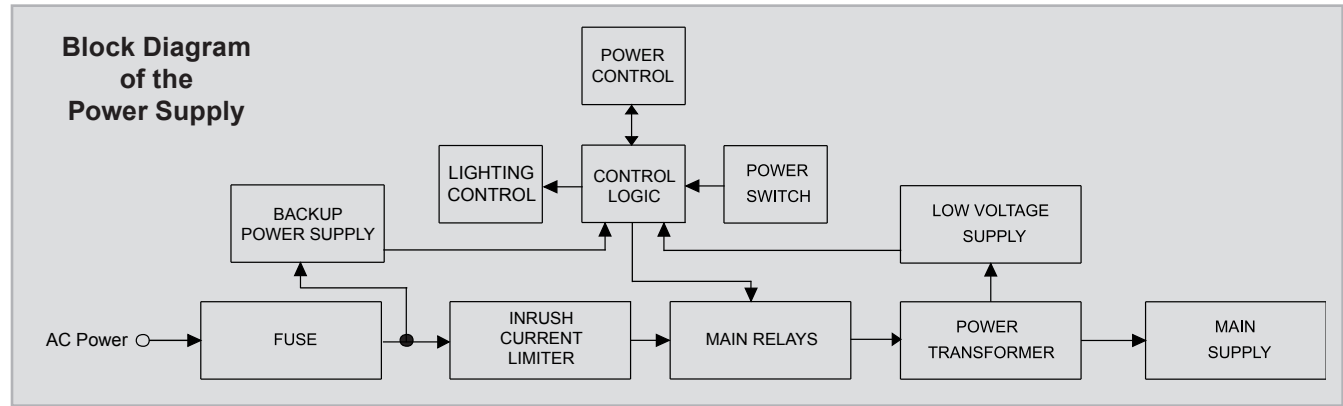 Block Diagram
of the
Power Supply
POWER
CONTROL
LIGHTING
CONTROL
CONTROL
LOGIC
POWER
SWITCH
BACKUP
POWER SUPPLY
LOW VOLTAGE
SUPPLY
AC Power
FUSE
INRUSH
CURRENT
LIMITER
MAIN RELAYS
POWER
TRANSFORMER
MAIN
SUPPLY